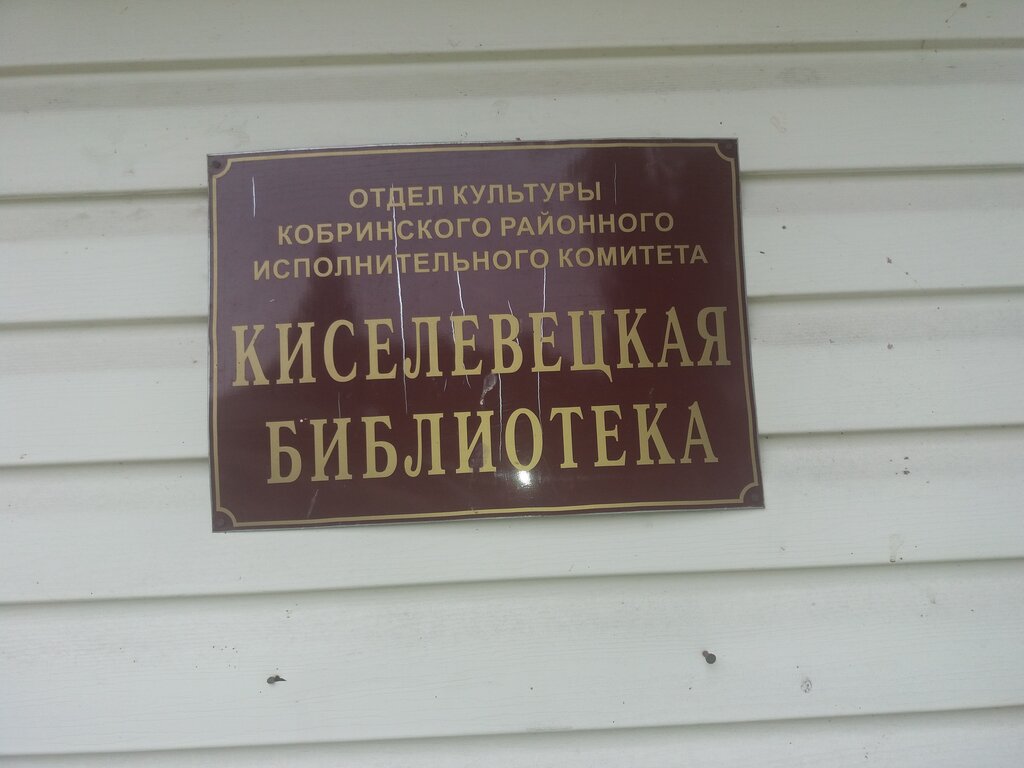 ОТДЕЛ КУЛЬТУРЫ
КОБРИНСКОГО РАЙОННОГО
ИСПОЛНИТЕЛЬНОГО КОМИТЕТА
КИСЕЛЕВЕЦКАЯ
БИБЛИОТЕКА